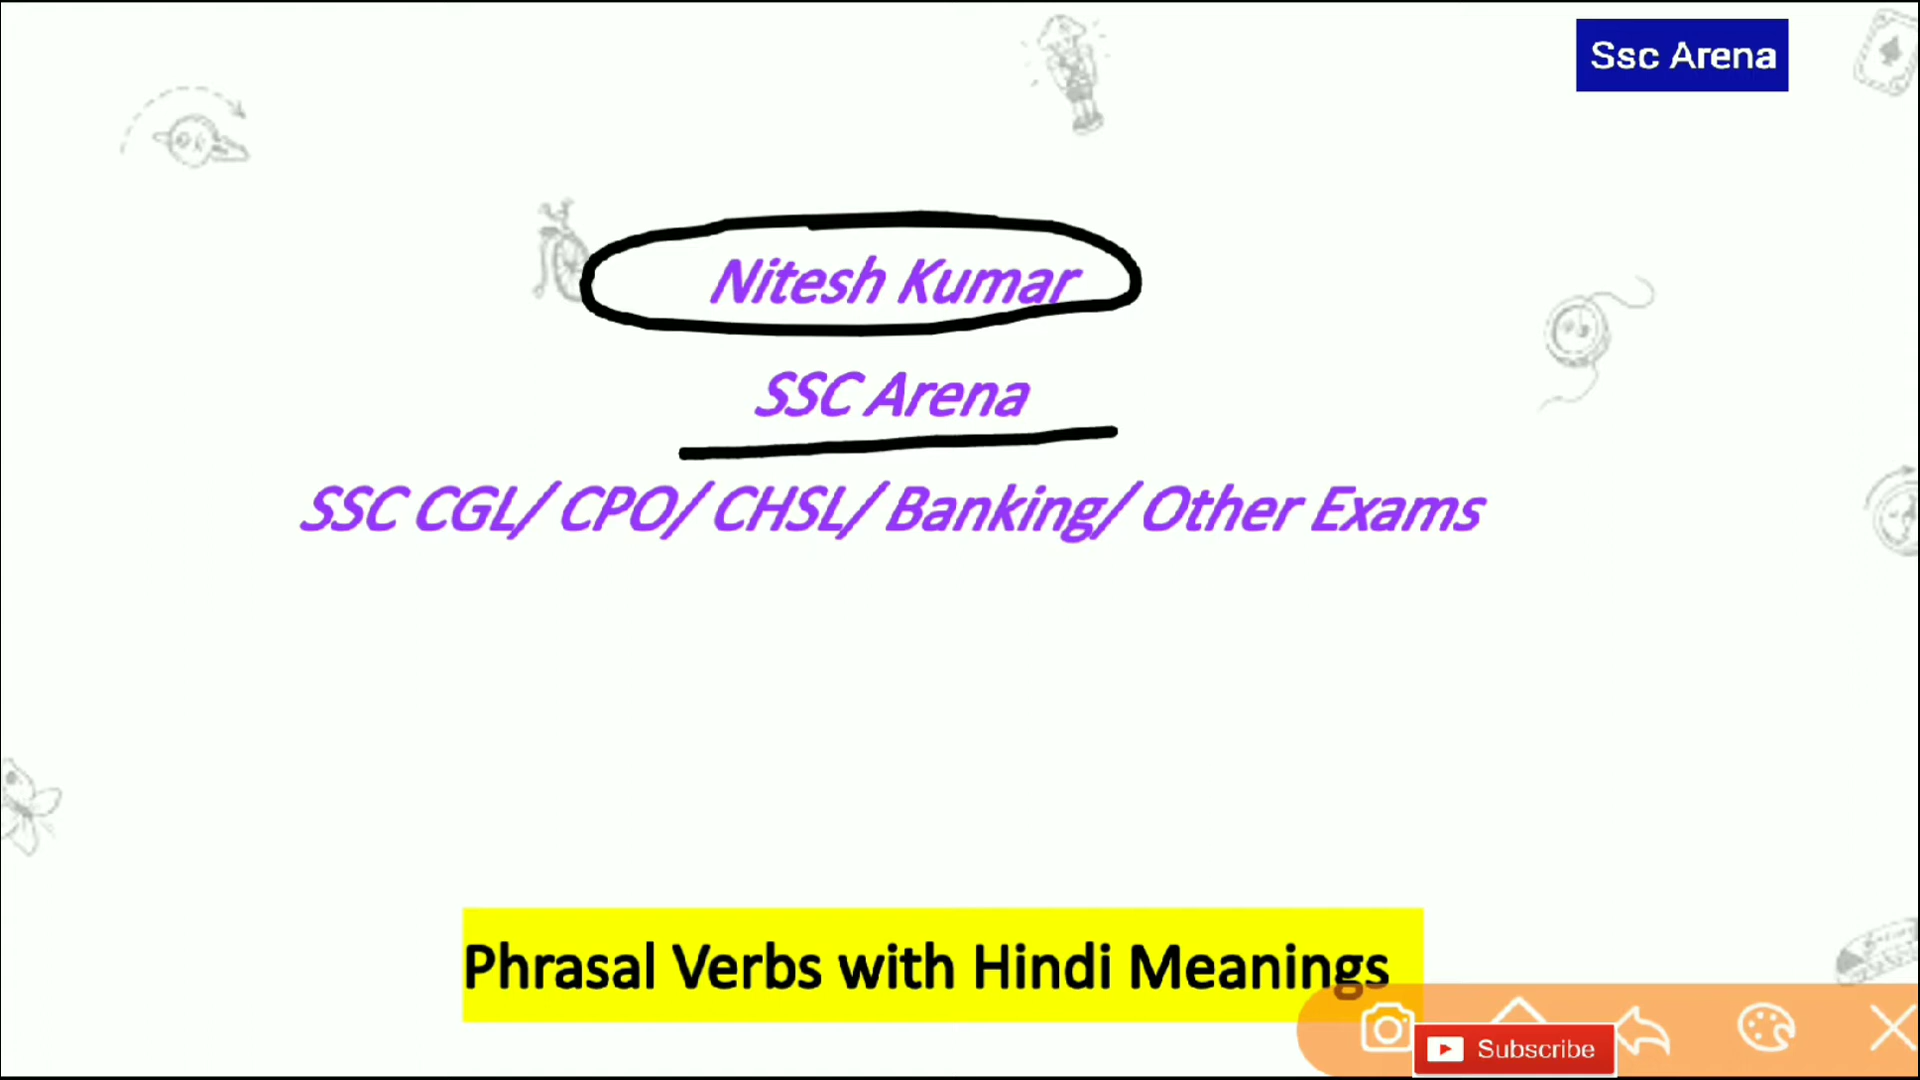 Ssc Arena
Nitesh Kumar
SSC Arena
SSC CGL/ CPO/ CHSL/ Banking/ Other Exams
Phrasal Verbs with Hindi Meanings
Subscribe